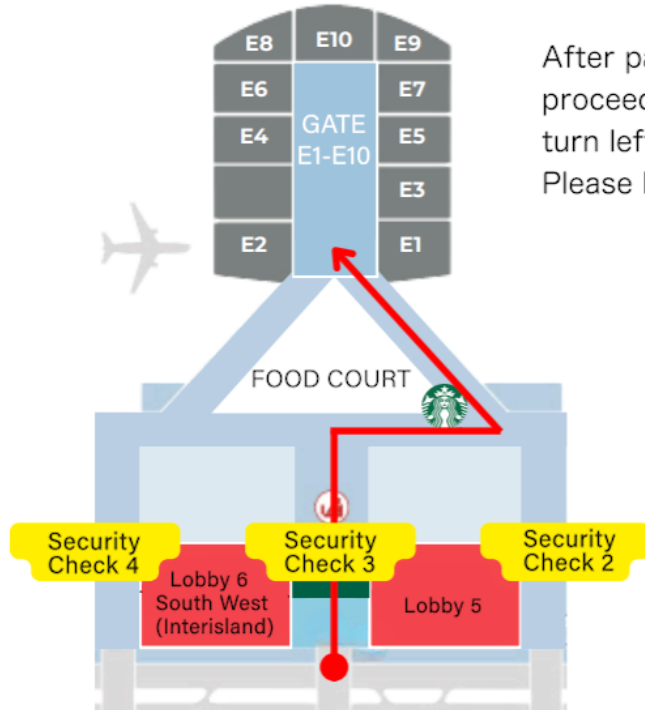 E8
E10
E9
E6
E7
GATE
E1-E10
E4
E5
E3
E2
E1
After pa
proceed
turn left
Please
FOOD COURT
Security
Check 4
Security
Check 3
Security
Check 2
Lobby 6
South West
(Interisland)
Lobby 5